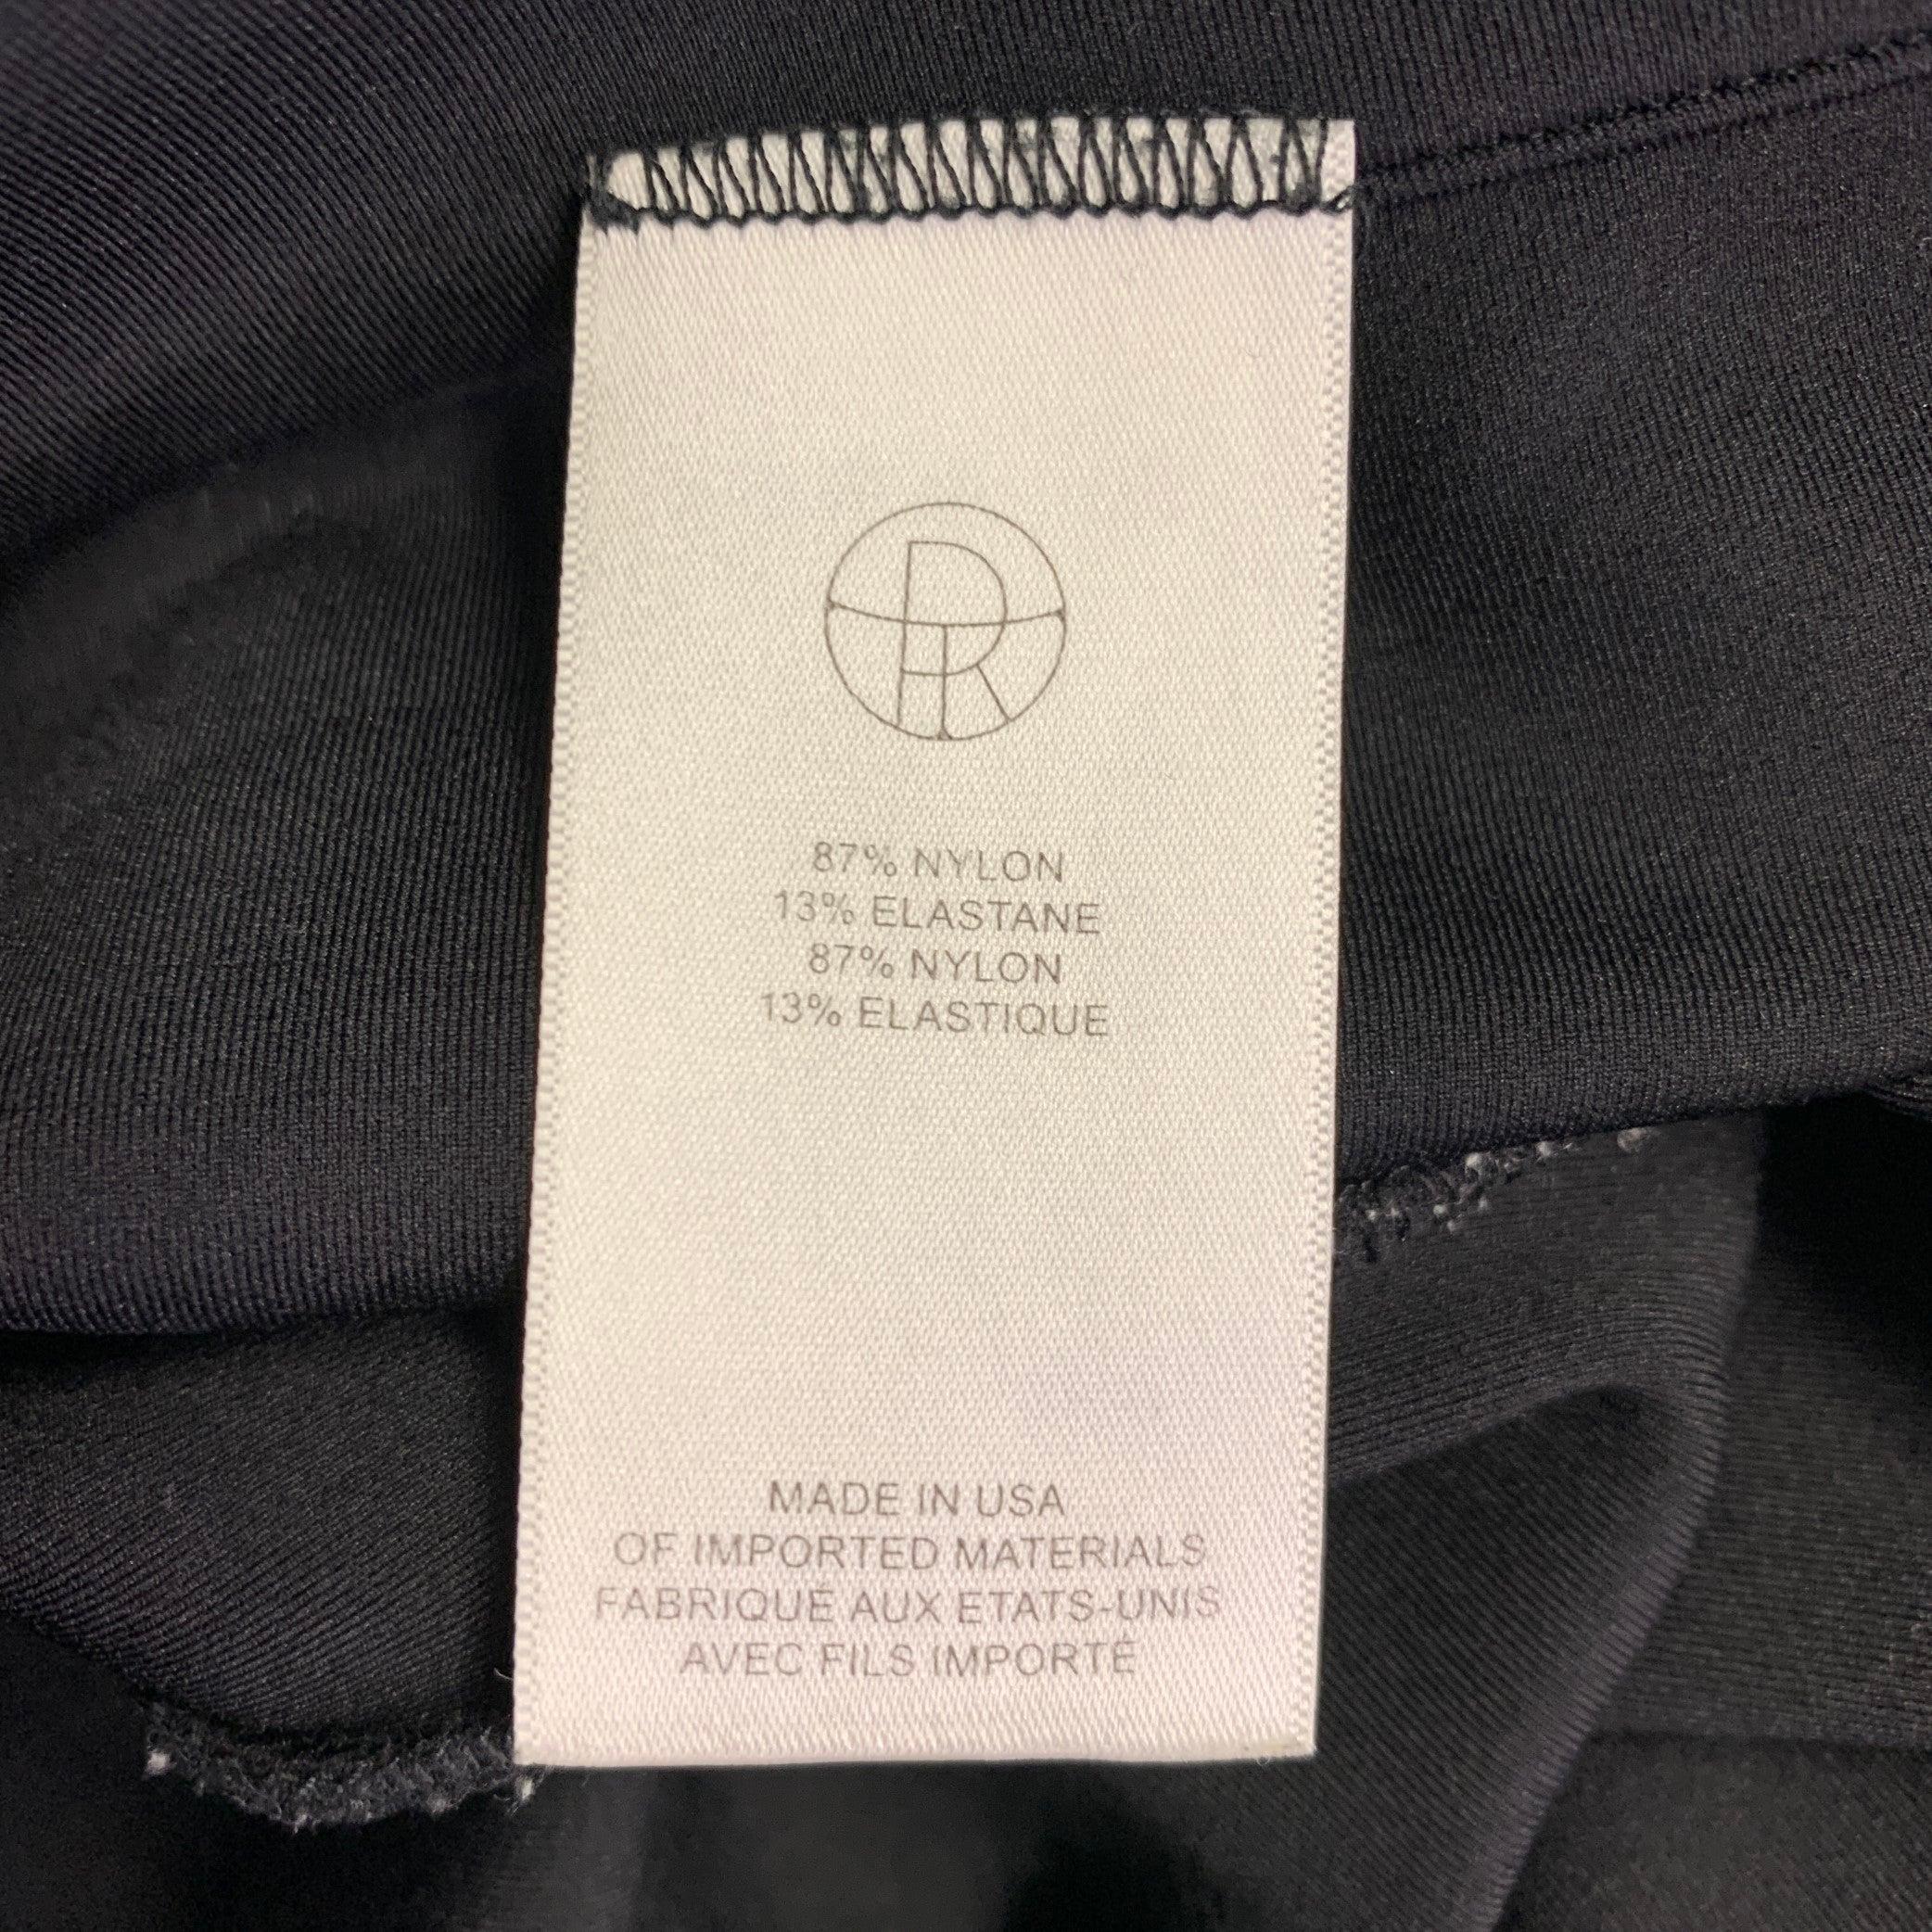 87% NYLON
13% ELASTANE
87% NYLON
13% ELASTIQUE
MADE IN USA
OF IMPORTED MATERIALS
FABRIQUE AUX ETATS-UNIS
AVEC FILS IMPORTÉ